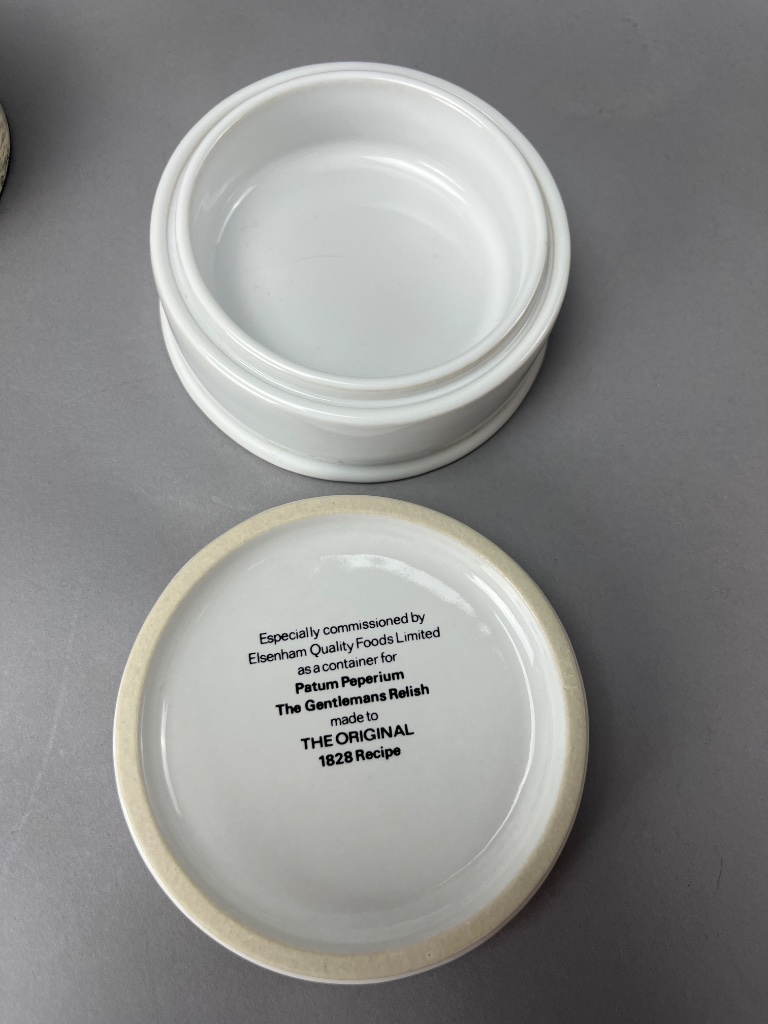 Especially commissioned by
Elsenham Quality Foods Limited
as a container for
Patum Peperium
The Gentlemans Relish
made to
THE ORIGINAL
1828 Recipe